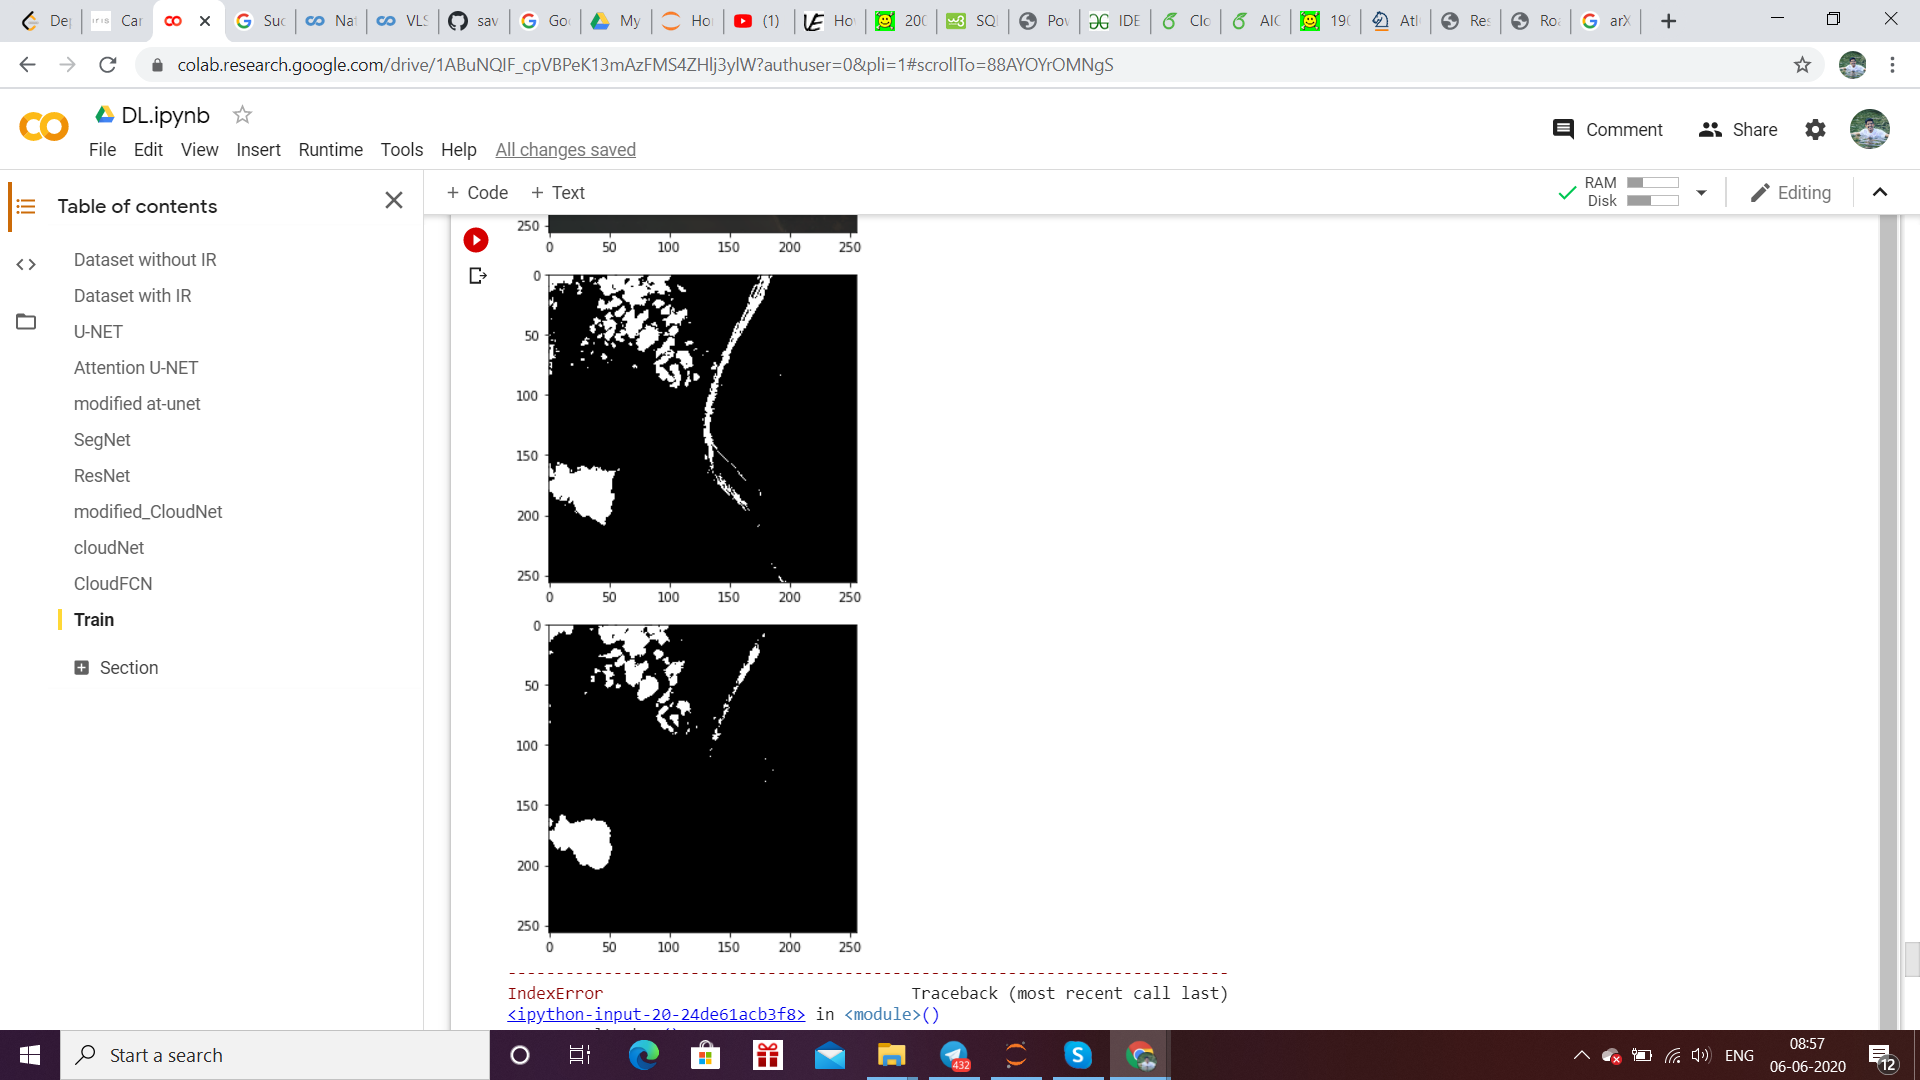 Dep
Car
Suc
Nat
VLS
sav
Goo
My
Hor
(1)
Hov
200
SQL
Pov
IDE
Clo
AIC
190
Atl
Res
Roa
arX
colab.research.google.com/drive/1ABuNQIF_cpVBPeK13mAzFMS4ZHlj3ylW?authuser=0&pli=1#scrollTo=88AYOYrOMNgS
DL.ipynb
Comment
Share
File Edit View Insert Runtime Tools Help All changes saved
Table of contents
+ Code + Text
RAM
Disk
Editing
Dataset without IR
Dataset with IR
U-NET
Attention U-NET
modified at-unet
SegNet
ResNet
modified_CloudNet
cloudNet
CloudFCN
Train
Section
250
0 50 100 150 200 250
0
50
100
150
200
250
0 50 100 150 200 250
0
50
100
150
200
250
0 50 100 150 200 250
---------------------------------------------------------------------------
IndexError Traceback (most recent call last)
<ipython-input-20-24de61acb3f8> in <module>()
Start a search
432
ENG
08:57
06-06-2020
12